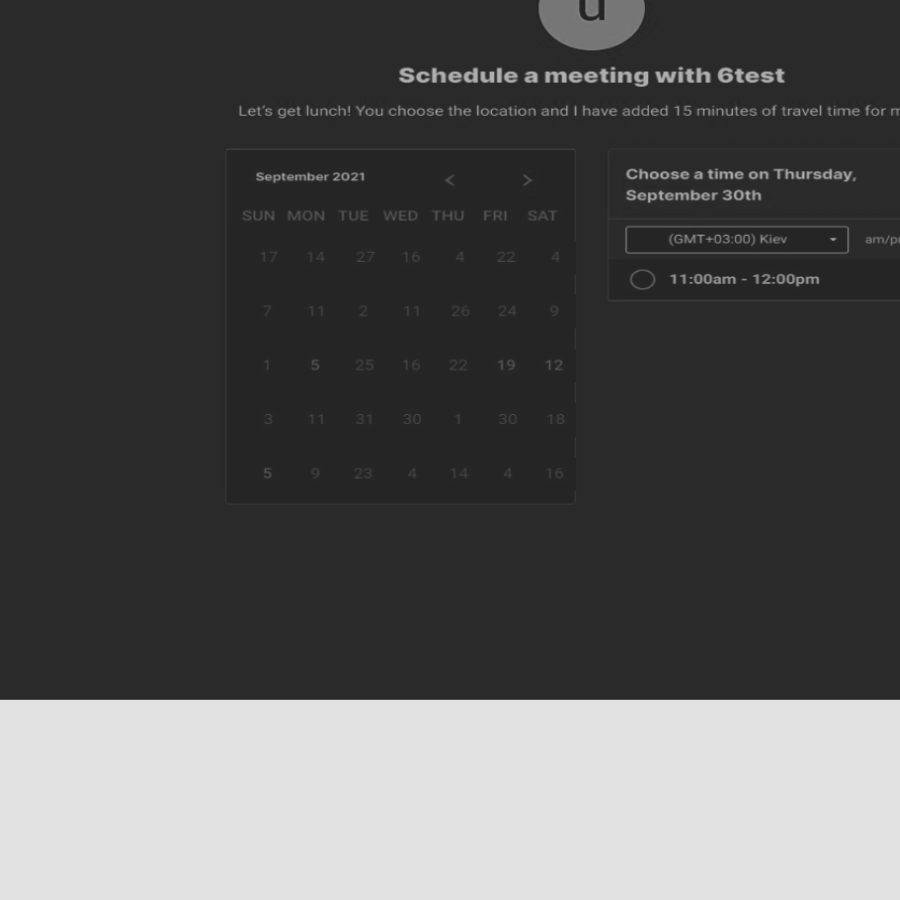 u
Schedule a meeting with 6test
Let's get lunch! You choose the location and I have added 15 minutes of travel time for
September 2021 < >
SUN MON TUE WED THU FRI SAT
17 14 27 16 4 22 4
7 11 2 11 26 24 9
1 5 25 16 22 19 12
3 11 31 30 1 30 18
5 9 23 4 14 4 16
Choose a time on Thursday,
September 30th
(GMT+03:00) Kiev am/p
11:00am - 12:00pm